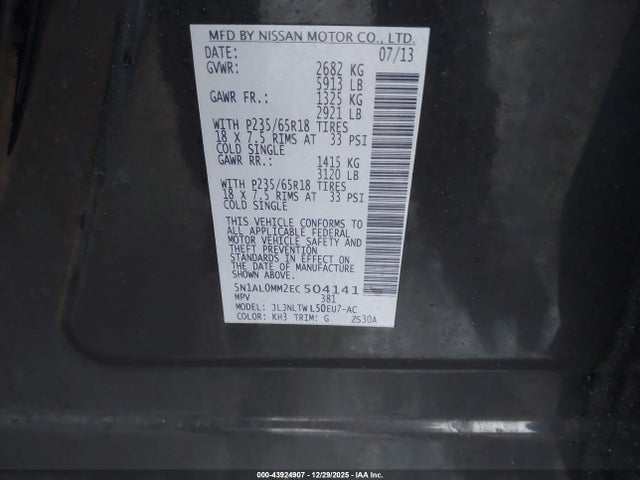 MFD BY NISSAN MOTOR CO., LTD.
DATE: 07/13
GVWR: 2682 KG
5913 LB
GAWR FR.: 1325 KG
2921 LB
WITH P235/65R18 TIRES
18 X 7.5 RIMS AT 33 PSI
COLD SINGLE
GAWR RR.: 1415 KG
3120 LB
WITH P235/65R18 TIRES
18 X 7.5 RIMS AT 33 PSI
COLD SINGLE
THIS VEHICLE CONFORMS TO
ALL APPLICABLE FEDERAL
MOTOR VEHICLE SAFETY AND
THEFT PREVENTION
STANDARDS IN EFFECT ON
THE DATE OF MANUFACTURE
SHOWN ABOVE.
5N1AL0MM2EC504141
MPV 381
MODEL: JLJNLTWL50EU7-AC
COLOR: KH3 TRIM: G ZS30A
000-43924907 - 12/29/2025 - IAA Inc.